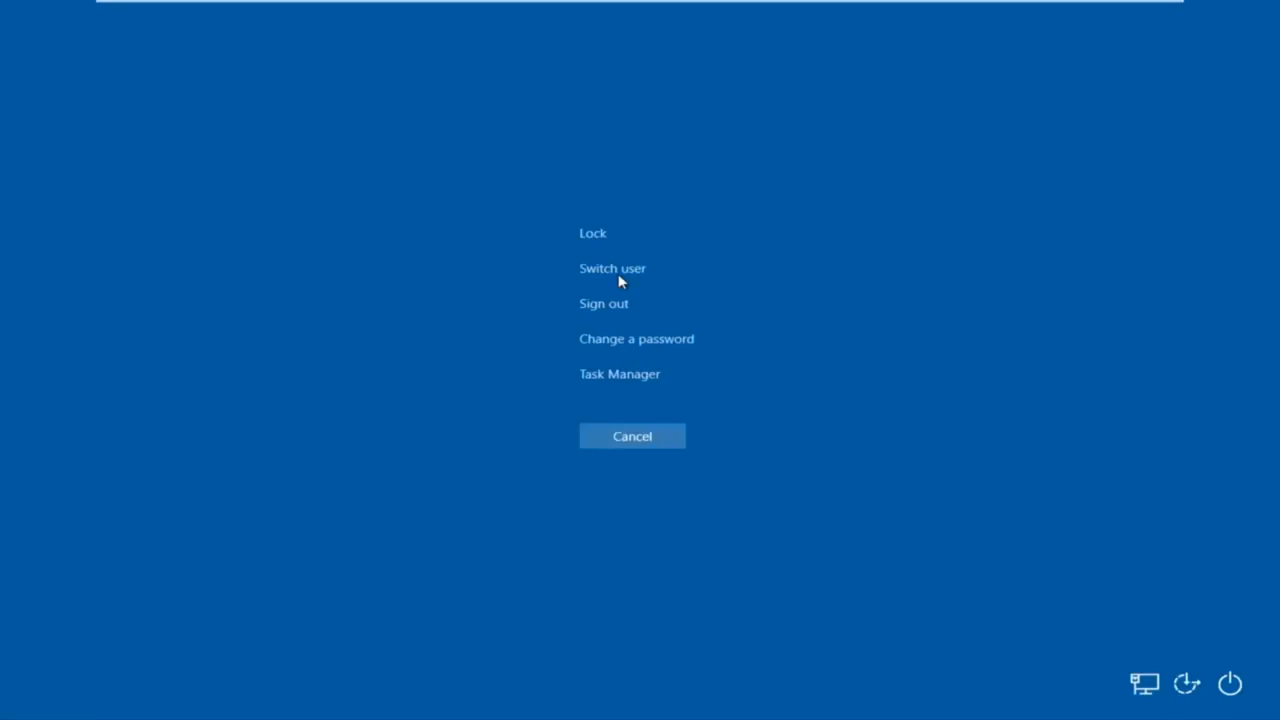 Lock
Switch user
Sign out
Change a password
Task Manager
Cancel